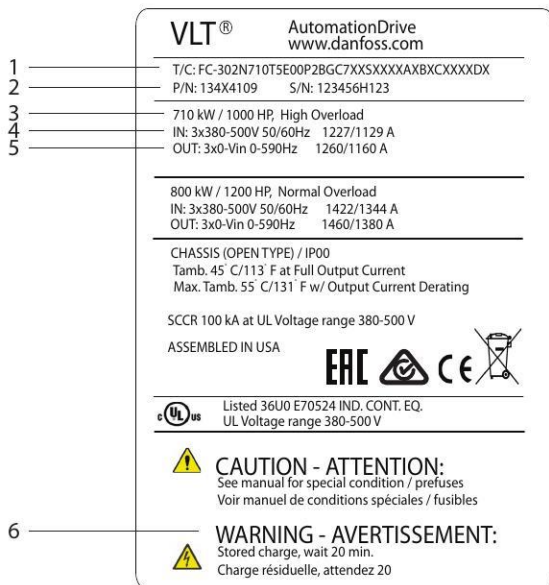 VLT® AutomationDrive
www.danfoss.com
1 T/C: FC-302N710T5E00P2BGC7XXSXXXXAXBXCXXXXDX
2 P/N: 134X4109 S/N: 123456H123
3 710 kW / 1000 HP, High Overload
4 IN: 3x380-500V 50/60Hz 1227/1129 A
5 OUT: 3x0-Vin 0-590Hz 1260/1160 A
800 kW / 1200 HP, Normal Overload
IN: 3x380-500V 50/60Hz 1422/1344 A
OUT: 3x0-Vin 0-590Hz 1460/1380 A
CHASSIS (OPEN TYPE) / IP00
Tamb. 45° C/113° F at Full Output Current
Max. Tamb. 55° C/131° F w/ Output Current Derating
SCCR 100 kA at UL Voltage range 380-500 V
ASSEMBLED IN USA
EAC CE
c UL us Listed 36U0 E70524 IND. CONT. EQ.
UL Voltage range 380-500 V
CAUTION - ATTENTION:
See manual for special condition / prefuses
Voir manuel de conditions spéciales / fusibles
6 WARNING - AVERTISSEMENT:
Stored charge, wait 20 min.
Charge résiduelle, attendez 20